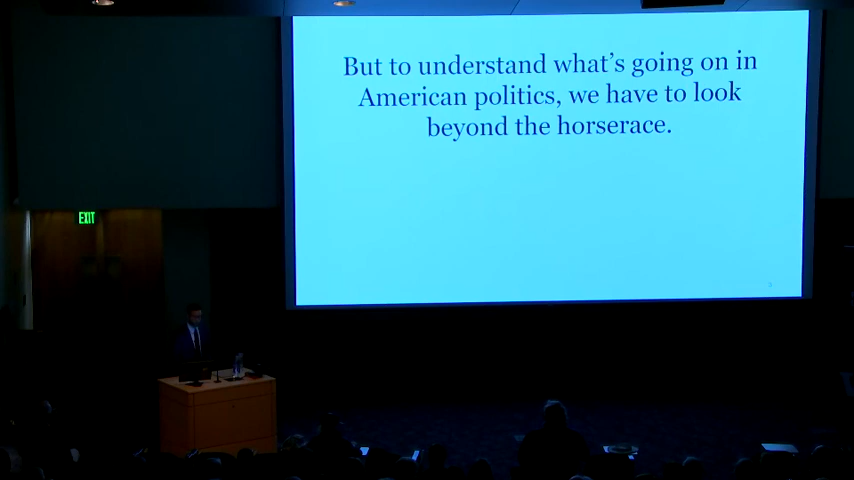 But to understand what's going on in
American politics, we have to look
beyond the horserace.
EXIT